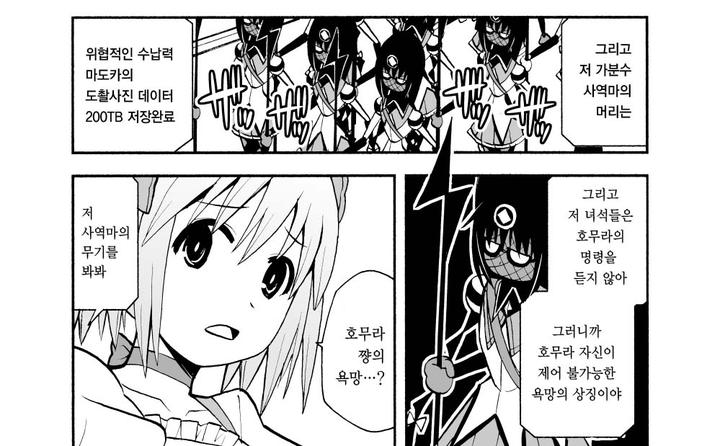 그리고
저 가분수
사역마의
머리는
위협적인 수납력
마도카의
도촬사진 데이터
200TB 저장완료
그리고
저 녀석들은
호무라의
명령을
듣지 않아
그러니까
호무라 자신이
제어 불가능한
욕망의 상징이야
호무라
쨩의
욕망…?
저
사역마의
무기를
봐봐